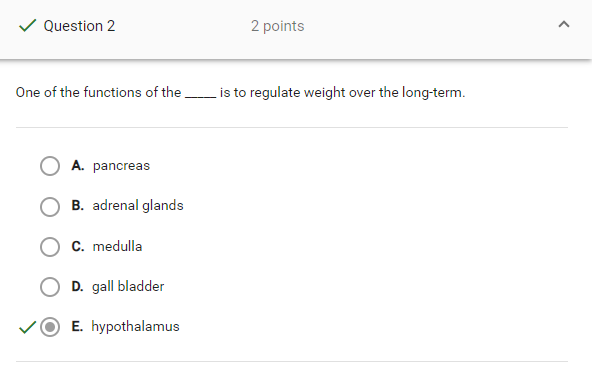 Question 2 2 points
One of the functions of the _____ is to regulate weight over the long-term.
A. pancreas
B. adrenal glands
C. medulla
D. gall bladder
E. hypothalamus